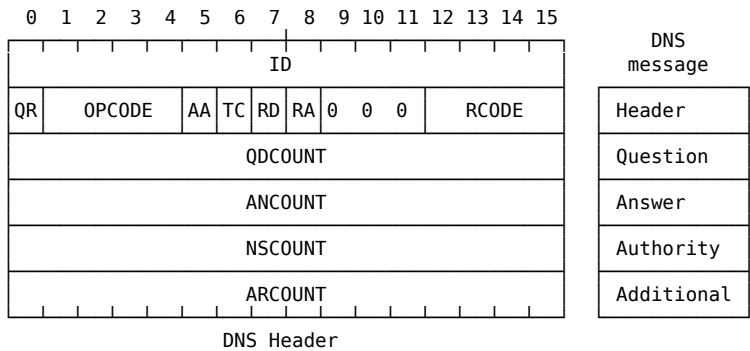 0 1 2 3 4 5 6 7 8 9 10 11 12 13 14 15
DNS
message
ID
QR OPCODE AA TC RD RA 0 0 0 RCODE
Header
QDCOUNT
Question
ANCOUNT
Answer
NSCOUNT
Authority
ARCOUNT
Additional
DNS Header